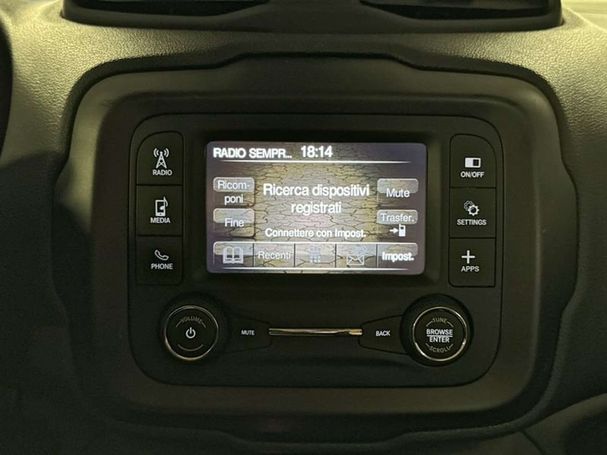 RADIO SEMPR... 18:14
RADIO
ON/OFF
Ricom-
poni
Ricerca dispositivi
registrati
Mute
MEDIA
SETTINGS
Fine
Trasfer.
Connettere con Impost.
PHONE
Recenti
Impost.
APPS
VOLUME
MUTE
BACK
TUNE
BROWSE
ENTER
SCROLL